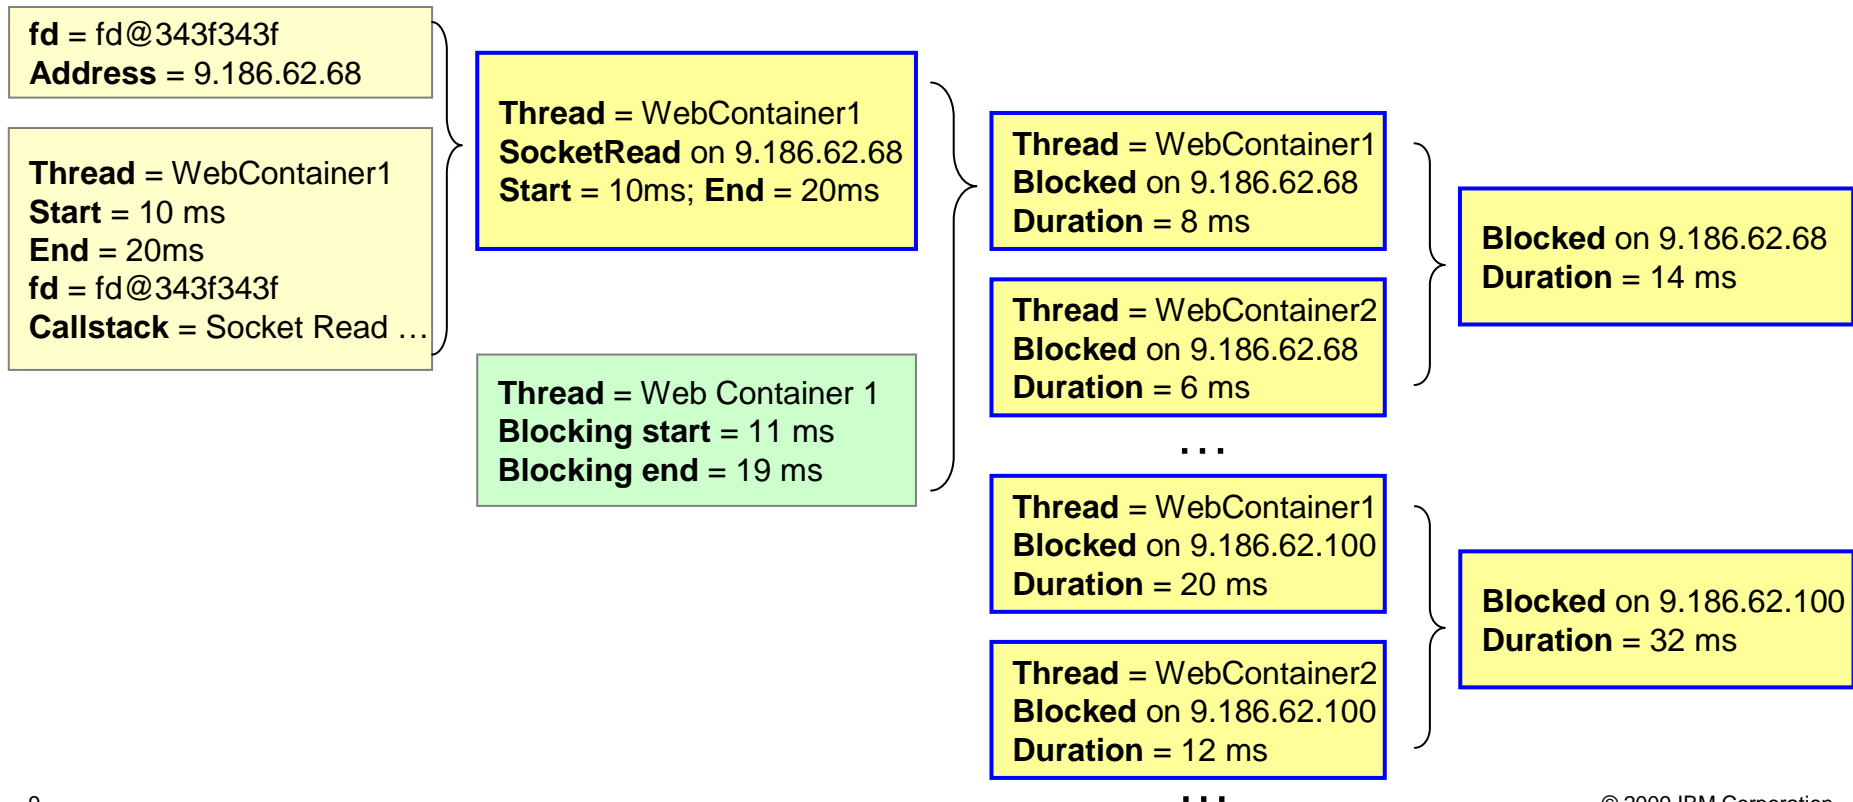 fd = fd@343f343f
Address = 9.186.62.68
Thread = WebContainer1
Start = 10 ms
End = 20ms
fd = fd@343f343f
Callstack = Socket Read …
Thread = WebContainer1
SocketRead on 9.186.62.68
Start = 10ms; End = 20ms
Thread = Web Container 1
Blocking start = 11 ms
Blocking end = 19 ms
Thread = WebContainer1
Blocked on 9.186.62.68
Duration = 8 ms
Thread = WebContainer2
Blocked on 9.186.62.68
Duration = 6 ms
...
Thread = WebContainer1
Blocked on 9.186.62.100
Duration = 20 ms
Thread = WebContainer2
Blocked on 9.186.62.100
Duration = 12 ms
...
Blocked on 9.186.62.68
Duration = 14 ms
Blocked on 9.186.62.100
Duration = 32 ms
© 2009 IBM Corporation